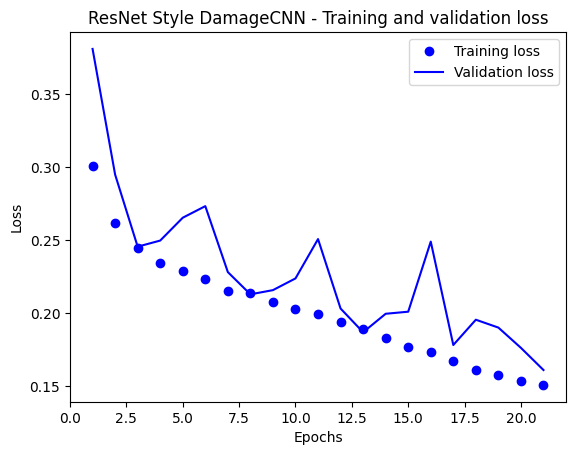 ResNet Style DamageCNN - Training and validation loss
Training loss
Validation loss
0.35
0.30
0.25
0.20
0.15
Loss
0.0 2.5 5.0 7.5 10.0 12.5 15.0 17.5 20.0
Epochs